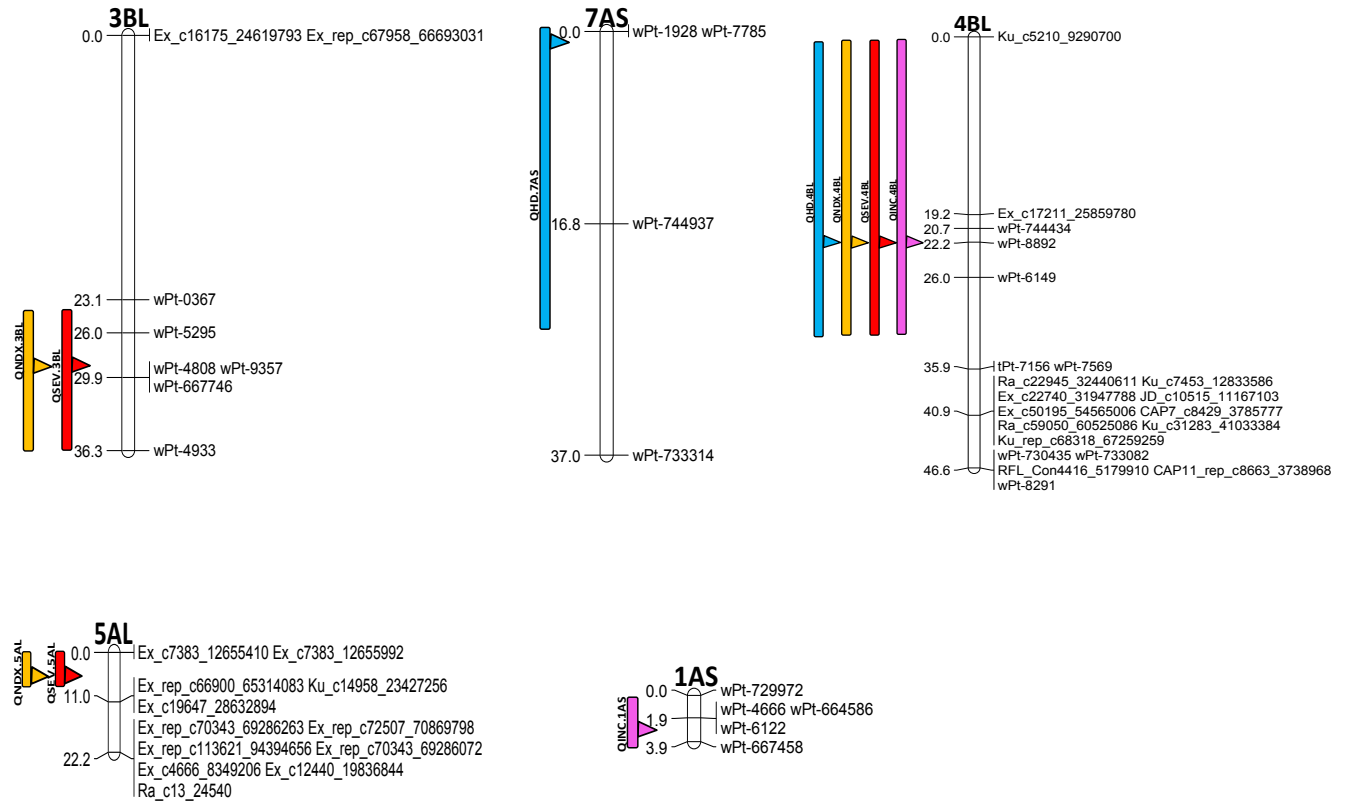 3BL
0.0 Ex_c16175_24619793 Ex_rep_c67958_66693031
23.1 wPt-0367
26.0 wPt-5295
wPt-4808 wPt-9357
29.9
wPt-667746
36.3 wPt-4933
QNDX.3BL
QSEV.3BL
7AS
0.0 wPt-1928 wPt-7785
16.8 wPt-744937
37.0 wPt-733314
QHD.7AS
4BL
0.0 Ku_c5210_9290700
19.2 Ex_c17211_25859780
20.7 wPt-744434
22.2 wPt-8892
26.0 wPt-6149
35.9 tPt-7156 wPt-7569
Ra_c22945_32440611 Ku_c7453_12833586
Ex_c22740_31947788 JD_c10515_11167103
40.9 Ex_c50195_54565006 CAP7_c8429_3785777
Ra_c59050_60525086 Ku_c31283_41033384
Ku_rep_c68318_67259259
wPt-730435 wPt-733082
46.6 RFL_Con4416_5179910 CAP11_rep_c8663_3738968
wPt-8291
QHD.4BL
QNDX.4BL
QSEV.4BL
QINC.4BL
5AL
0.0 Ex_c7383_12655410 Ex_c7383_12655992
Ex_rep_c66900_65314083 Ku_c14958_23427256
11.0
Ex_c19647_28632894
Ex_rep_c70343_69286263 Ex_rep_c72507_70869798
Ex_rep_c113621_94394656 Ex_rep_c70343_69286072
22.2
Ex_c4666_8349206 Ex_c12440_19836844
Ra_c13_24540
QNDX.5AL
QSEV.5AL
1AS
0.0 wPt-729972
wPt-4666 wPt-664586
1.9
wPt-6122
3.9 wPt-667458
QINC.1AS